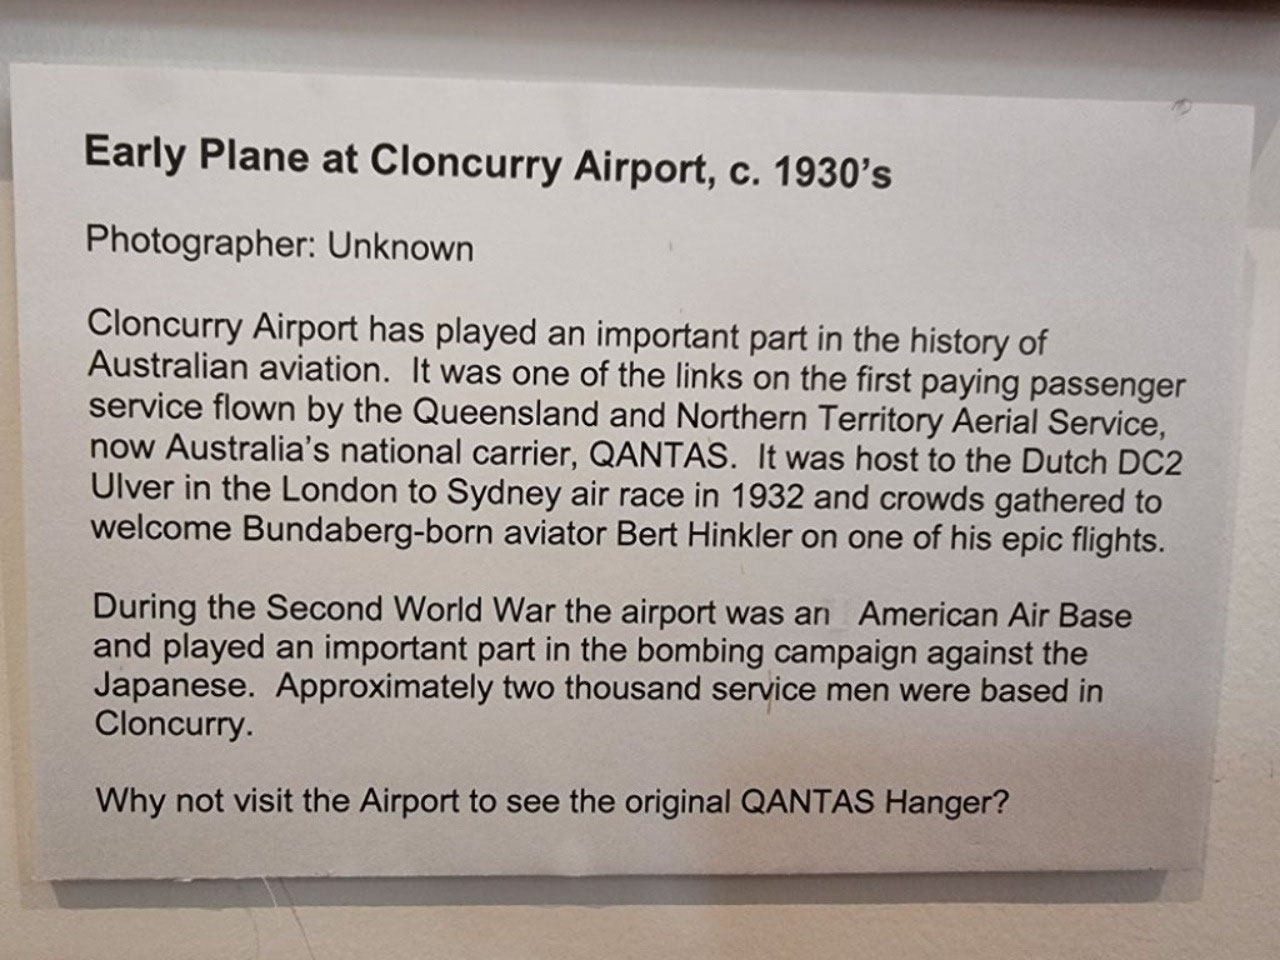 Early Plane at Cloncurry Airport, c. 1930's
Photographer: Unknown
Cloncurry Airport has played an important part in the history of
Australian aviation. It was one of the links on the first paying passenger
service flown by the Queensland and Northern Territory Aerial Service,
now Australia's national carrier, QANTAS. It was host to the Dutch DC2
Ulver in the London to Sydney air race in 1932 and crowds gathered to
welcome Bundaberg-born aviator Bert Hinkler on one of his epic flights.
During the Second World War the airport was an American Air Base
and played an important part in the bombing campaign against the
Japanese. Approximately two thousand service men were based in
Cloncurry.
Why not visit the Airport to see the original QANTAS Hanger?